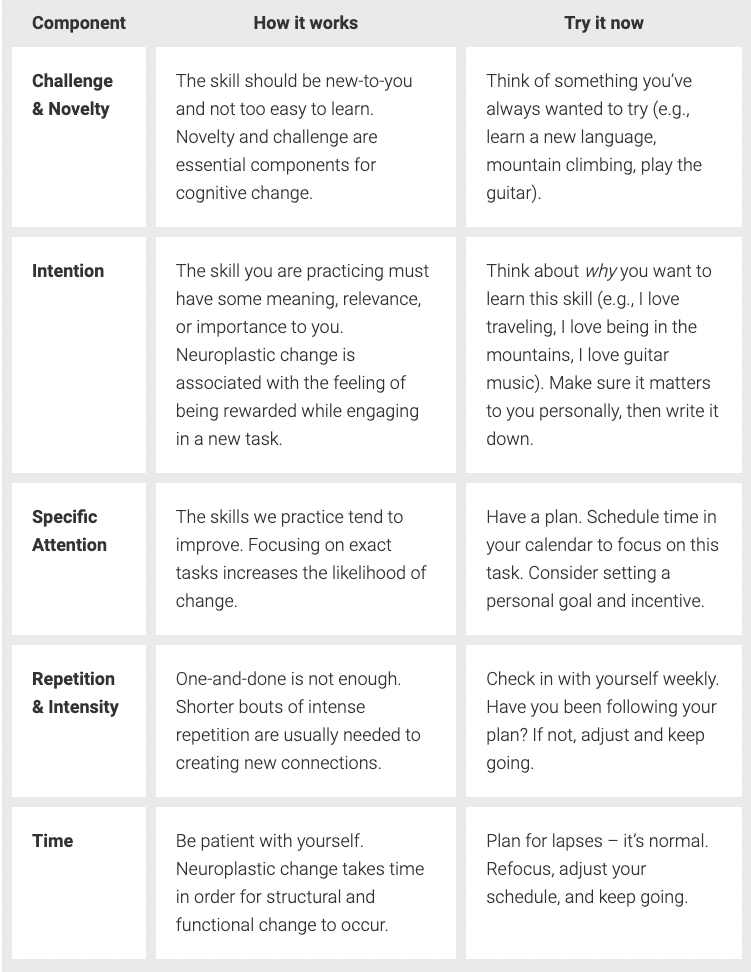 Component
How it works
Try it now
Challenge
& Novelty
The skill should be new-to-you
and not too easy to learn.
Novelty and challenge are
essential components for
cognitive change.
Think of something you’ve
always wanted to try (e.g.,
learn a new language,
mountain climbing, play the
guitar).
Intention
The skill you are practicing must
have some meaning, relevance,
or importance to you.
Neuroplastic change is
associated with the feeling of
being rewarded while engaging
in a new task.
Think about why you want to
learn this skill (e.g., I love
traveling, I love being in the
mountains, I love guitar
music). Make sure it matters
to you personally, then write it
down.
Specific
Attention
The skills we practice tend to
improve. Focusing on exact
tasks increases the likelihood of
change.
Have a plan. Schedule time in
your calendar to focus on this
task. Consider setting a
personal goal and incentive.
Repetition
& Intensity
One-and-done is not enough.
Shorter bouts of intense
repetition are usually needed to
creating new connections.
Check in with yourself weekly.
Have you been following your
plan? If not, adjust and keep
going.
Time
Be patient with yourself.
Neuroplastic change takes time
in order for structural and
functional change to occur.
Plan for lapses – it’s normal.
Refocus, adjust your
schedule, and keep going.